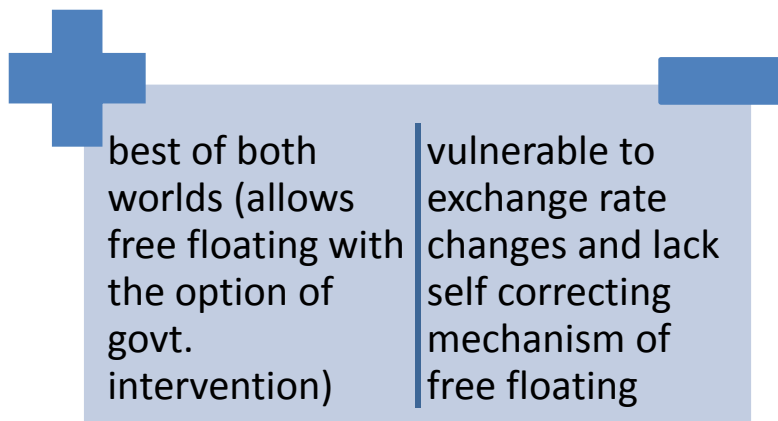 best of both
worlds (allows
free floating with
the option of
govt.
intervention)
vulnerable to
exchange rate
changes and lack
self correcting
mechanism of
free floating